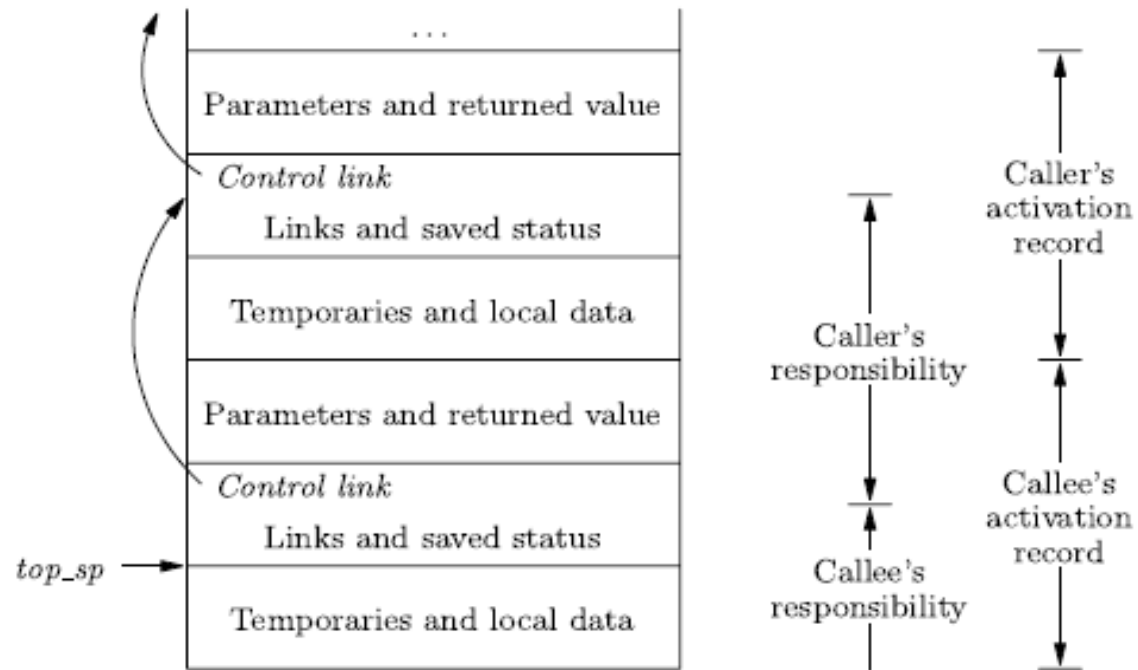 ...
Parameters and returned value
Control link
Links and saved status
Temporaries and local data
Parameters and returned value
Control link
Links and saved status
top_sp
Temporaries and local data
Caller's
responsibility
Callee's
responsibility
Caller's
activation
record
Callee's
activation
record